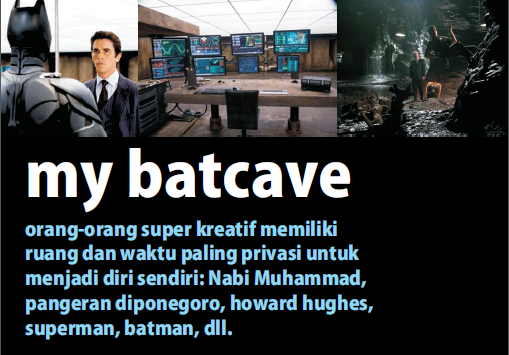 my batcave
orang-orang super kreatif memiliki
ruang dan waktu paling privasi untuk
menjadi diri sendiri: Nabi Muhammad,
pangeran diponegoro, howard hughes,
superman, batman, dll.